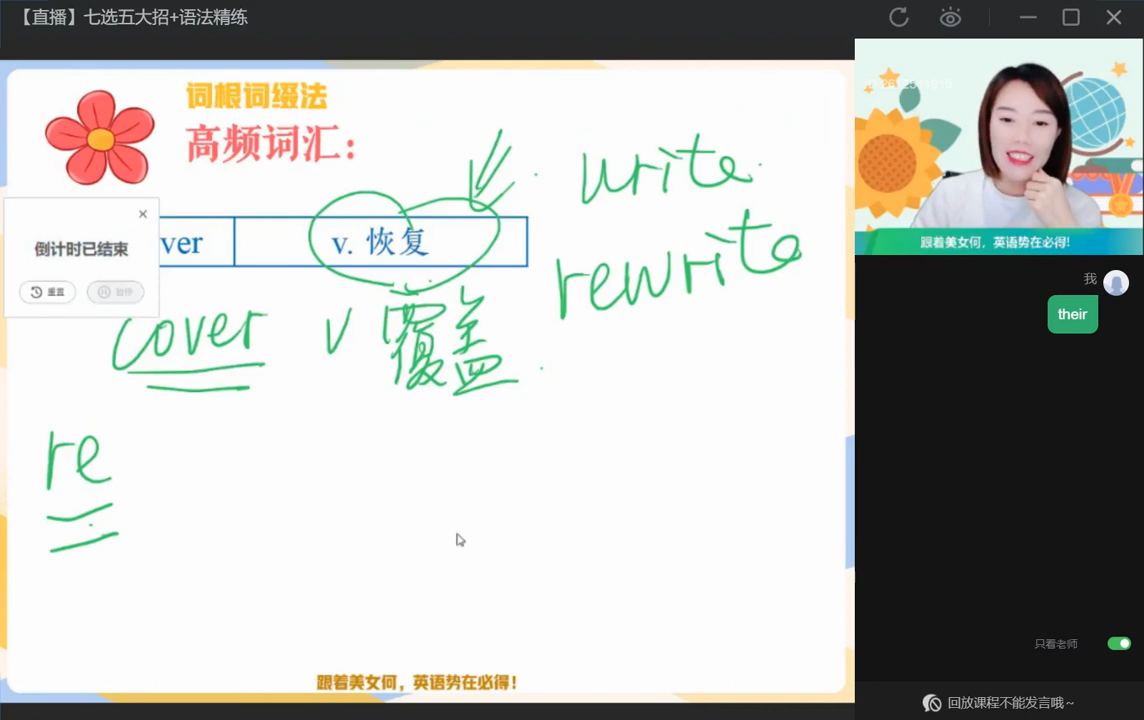 【直播】七选五大招+语法精练
词根词缀法
高频词汇：
write
倒计时已结束
重置
暂停
ver
v. 恢复
rewrite
cover v 覆盖
re
跟着美女何，英语势在必得!
跟着美女何，英语势在必得!
我
their
只看老师
回放课程不能发言哦～